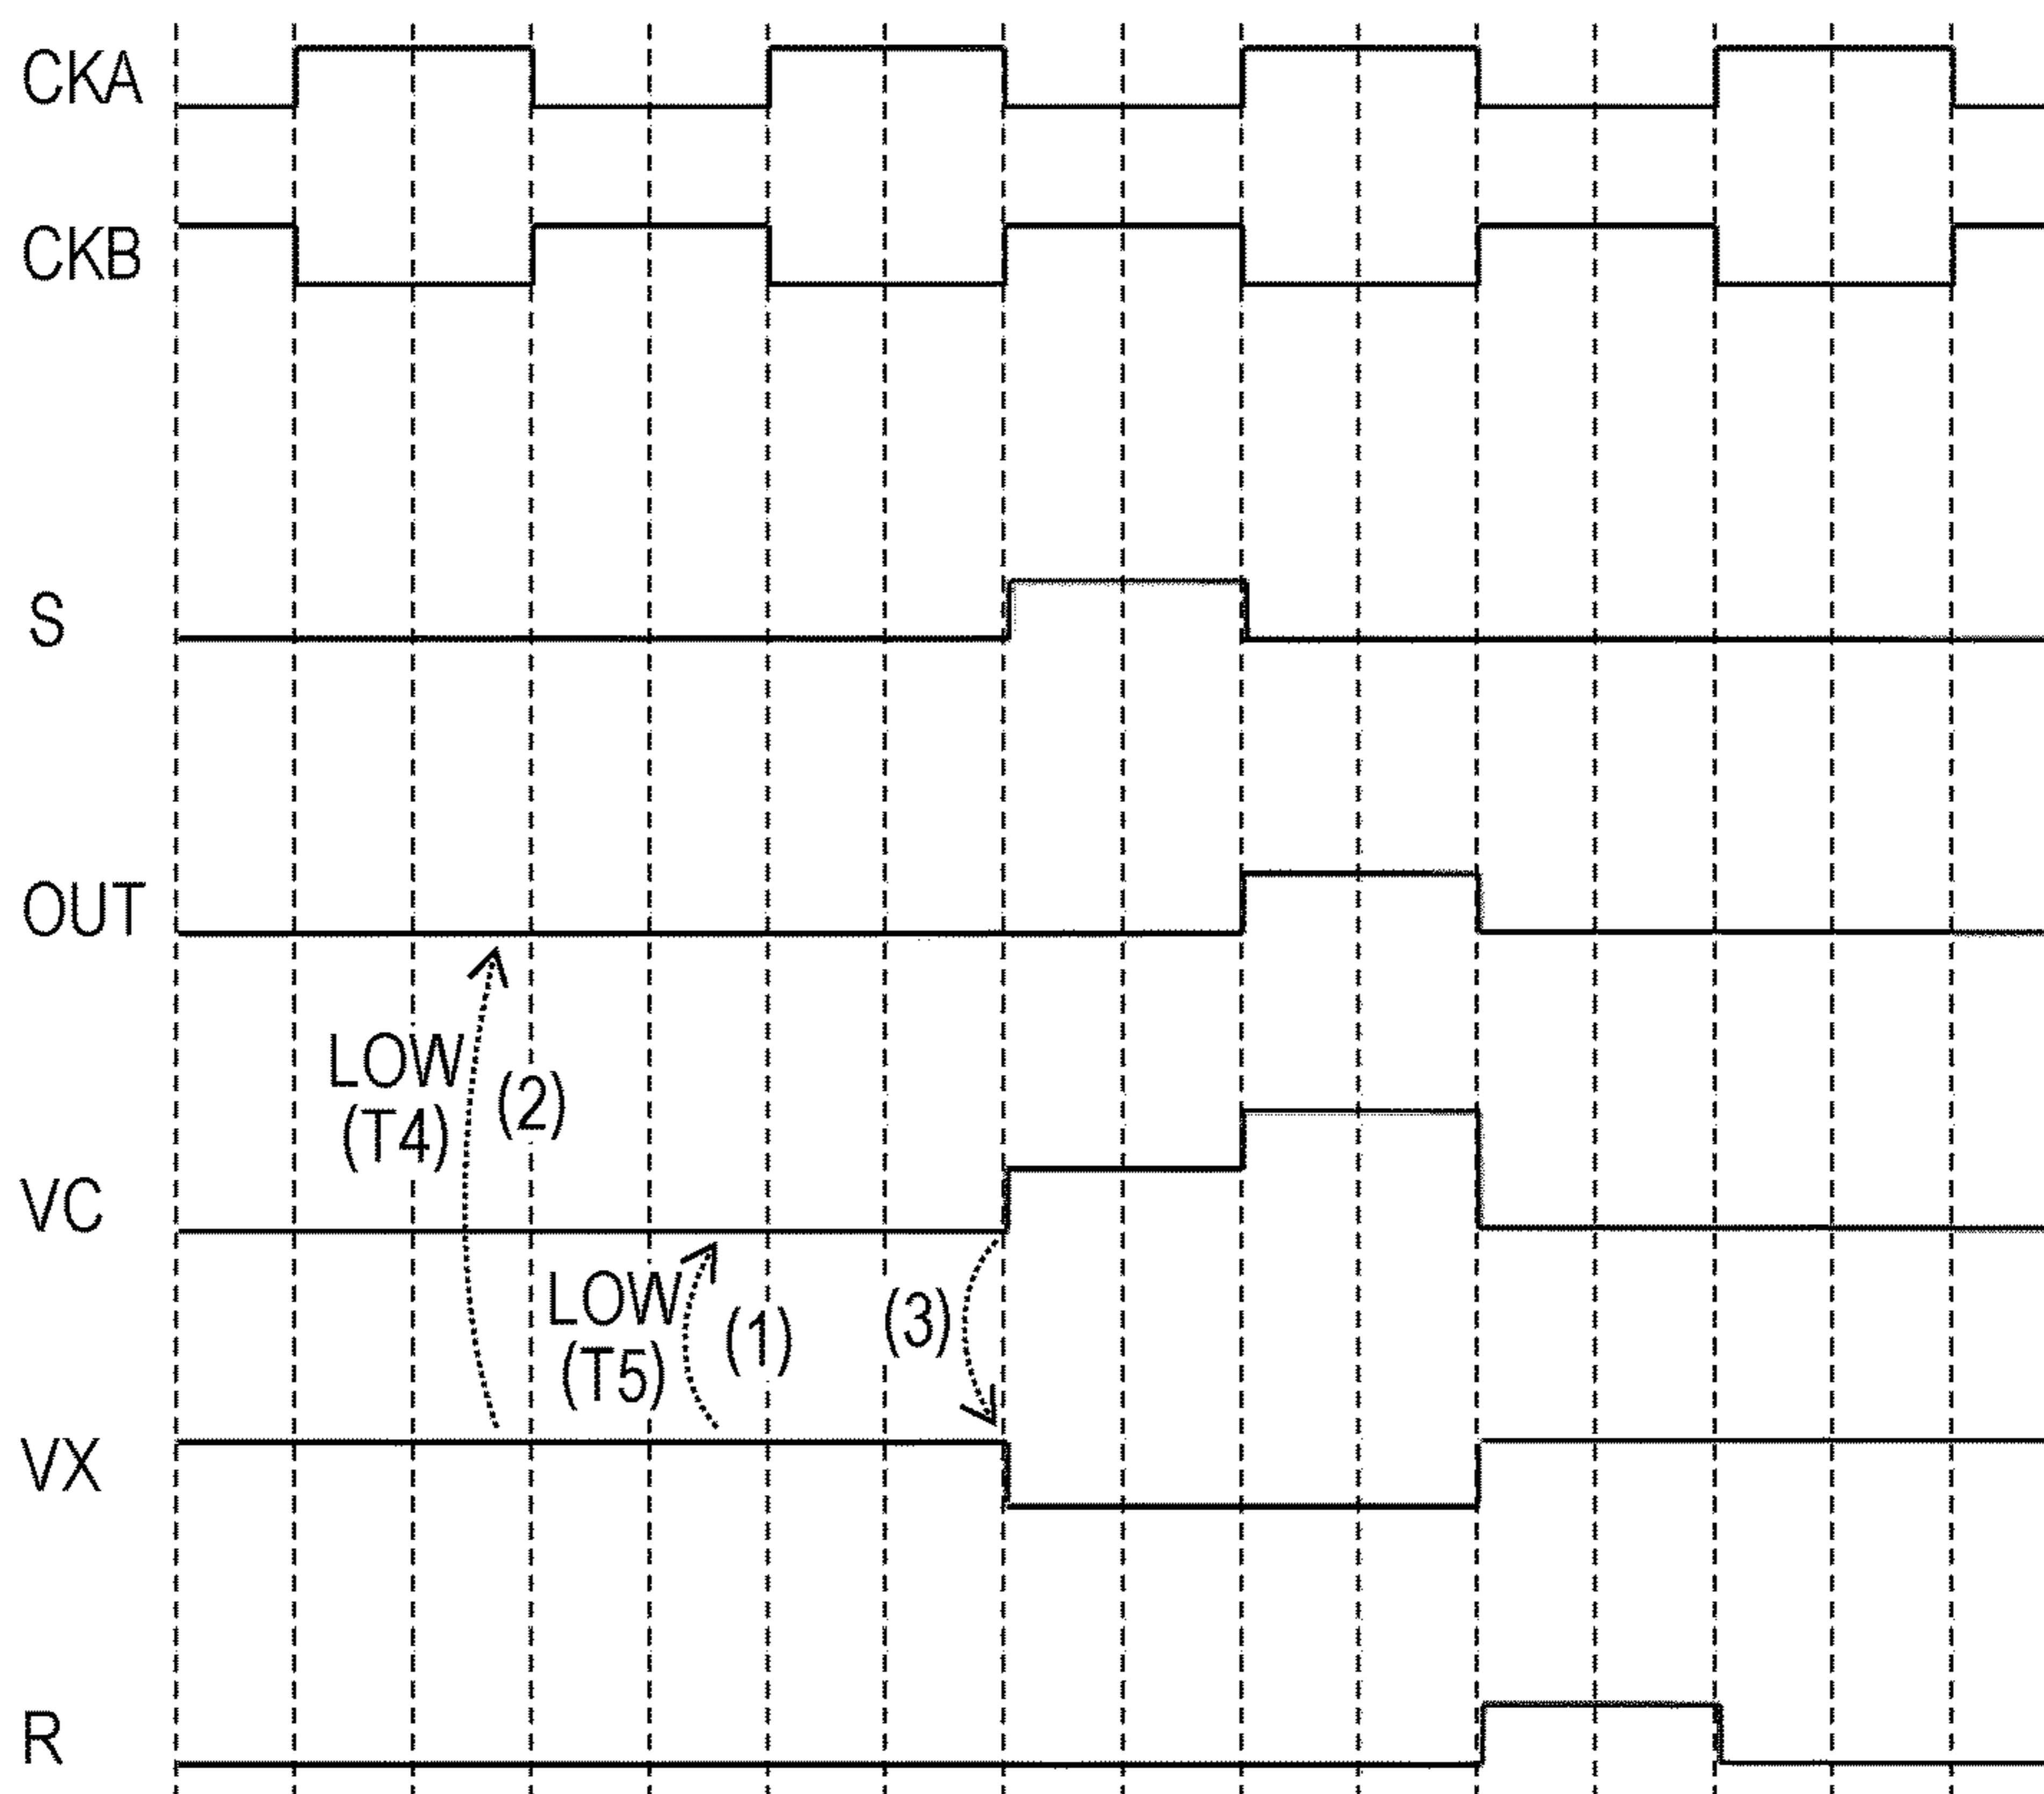 CKA
CKB
S
OUT
LOW
(T4)
(2)
VC
LOW
(T5)
(1)
(3)
VX
R